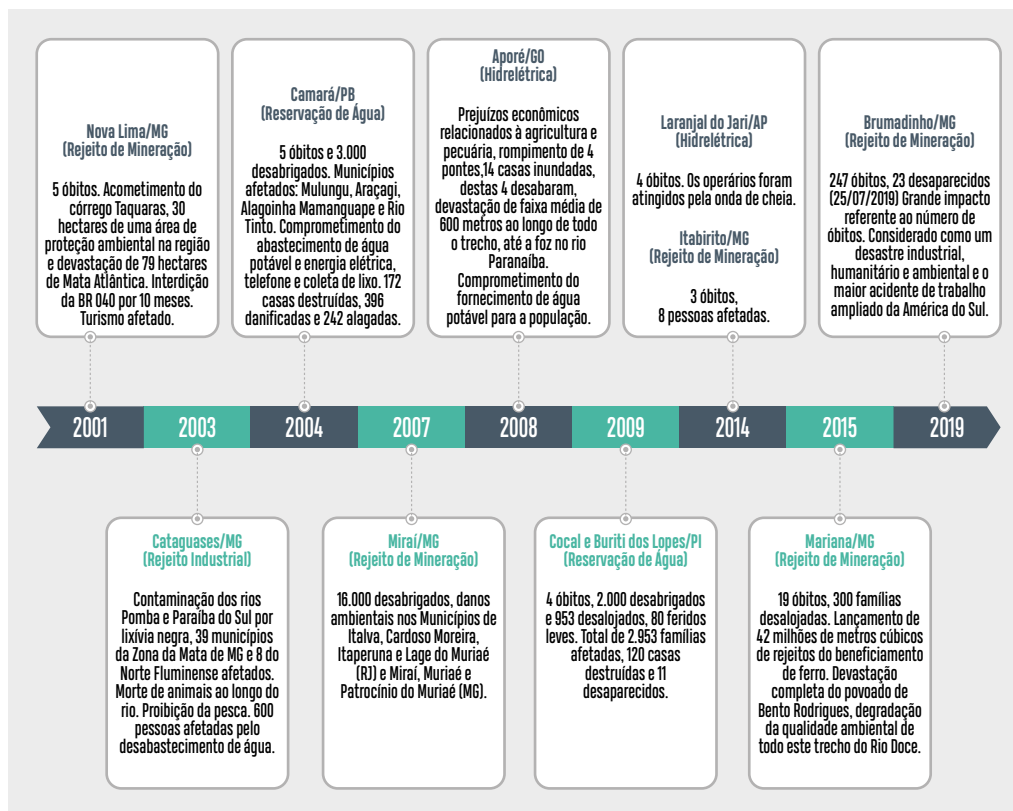 Nova Lima/MG
(Rejeito de Mineração)
5 óbitos. Acometimento do
córrego Taquaras, 30
hectares de uma área de
proteção ambiental na região
e devastação de 79 hectares
de Mata Atlântica. Interdição
da BR 040 por 10 meses.
Turismo afetado.
Camará/PB
(Reservação de Água)
5 óbitos e 3.000
desabrigados. Municípios
afetados: Mulungu, Araçagi,
Alagoinha Mamanguape e Rio
Tinto. Comprometimento do
abastecimento de água
potável e energia elétrica,
telefone e coleta de lixo. 172
casas destruídas, 396
danificadas e 242 alagadas.
Aporé/GO
(Hidrelétrica)
Prejuízos econômicos
relacionados à agricultura e
pecuária, rompimento de 4
pontes,14 casas inundadas,
destas 4 desabaram,
devastação de faixa média de
600 metros ao longo de todo
o trecho, até a foz no rio
Paranaíba.
Comprometimento do
fornecimento de água
potável para a população.
Laranjal do Jari/AP
(Hidrelétrica)
4 óbitos. Os operários foram
atingidos pela onda de cheia.
Itabirito/MG
(Rejeito de Mineração)
3 óbitos,
8 pessoas afetadas.
Brumadinho/MG
(Rejeito de Mineração)
247 óbitos, 23 desaparecidos
(25/07/2019) Grande impacto
referente ao número de
óbitos. Considerado como um
desastre industrial,
humanitário e ambiental e o
maior acidente de trabalho
ampliado da América do Sul.
2001
2003
2004
2007
2008
2009
2014
2015
2019
Cataguases/MG
(Rejeito Industrial)
Contaminação dos rios
Pomba e Paraíba do Sul por
lixívia negra, 39 municípios
da Zona da Mata de MG e 8 do
Norte Fluminense afetados.
Morte de animais ao longo do
rio. Proibição da pesca. 600
pessoas afetadas pelo
desabastecimento de água.
Miraí/MG
(Rejeito de Mineração)
16.000 desabrigados, danos
ambientais nos Municípios de
Italva, Cardoso Moreira,
Itaperuna e Lage do Muriaé
(RJ) e Miraí, Muriaé e
Patrocínio do Muriaé (MG).
Cocal e Buriti dos Lopes/PI
(Reservação de Água)
4 óbitos, 2.000 desabrigados
e 953 desalojados, 80 feridos
leves. Total de 2.953 famílias
afetadas, 120 casas
destruídas e 11
desaparecidos.
Mariana/MG
(Rejeito de Mineração)
19 óbitos, 300 famílias
desalojadas. Lançamento de
42 milhões de metros cúbicos
de rejeitos do beneficiamento
de ferro. Devastação
completa do povoado de
Bento Rodrigues, degradação
da qualidade ambiental de
todo este trecho do Rio Doce.